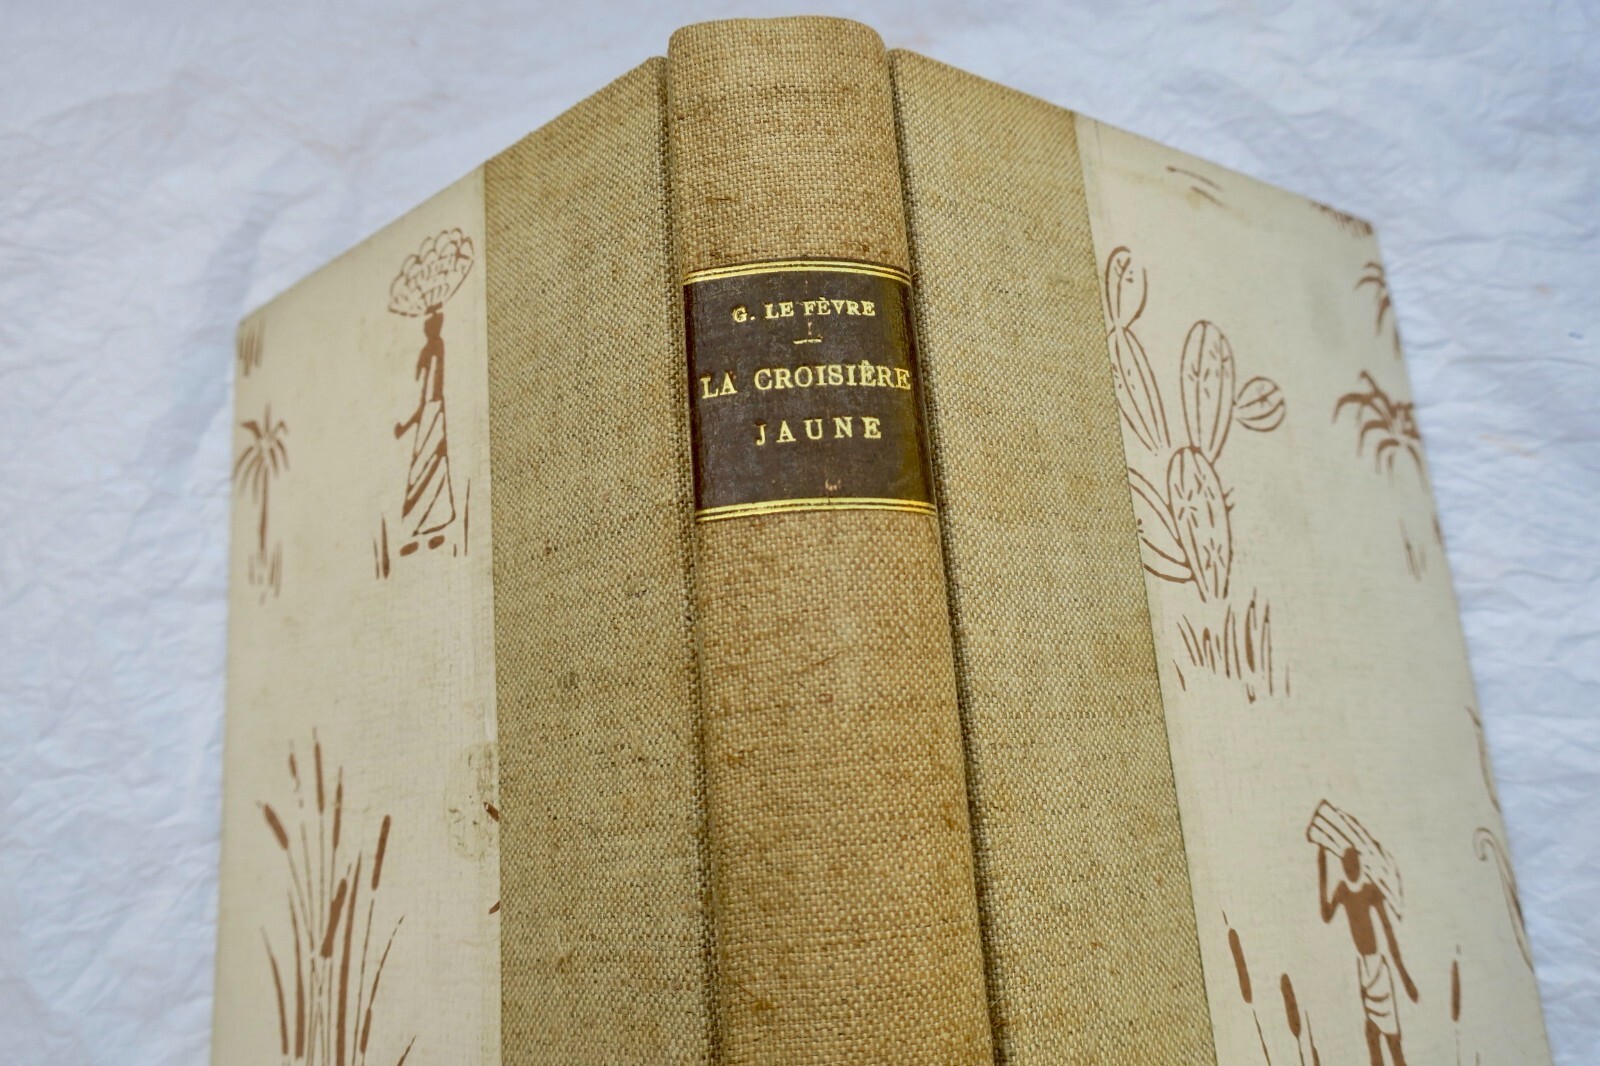 G. LE FÈVRE
LA CROISIÈRE
JAUNE